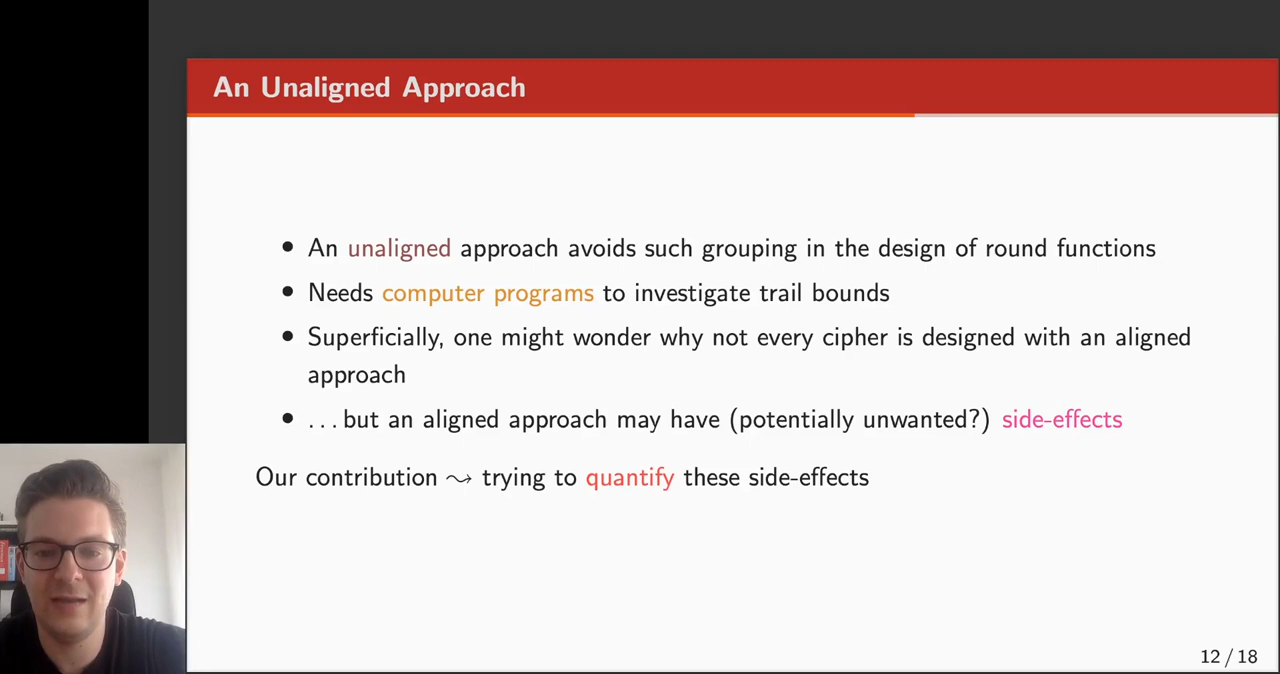 An Unaligned Approach
• An unaligned approach avoids such grouping in the design of round functions
• Needs computer programs to investigate trail bounds
• Superficially, one might wonder why not every cipher is designed with an aligned
approach
• ...but an aligned approach may have (potentially unwanted?) side-effects
Our contribution ⇝ trying to quantify these side-effects
12 / 18